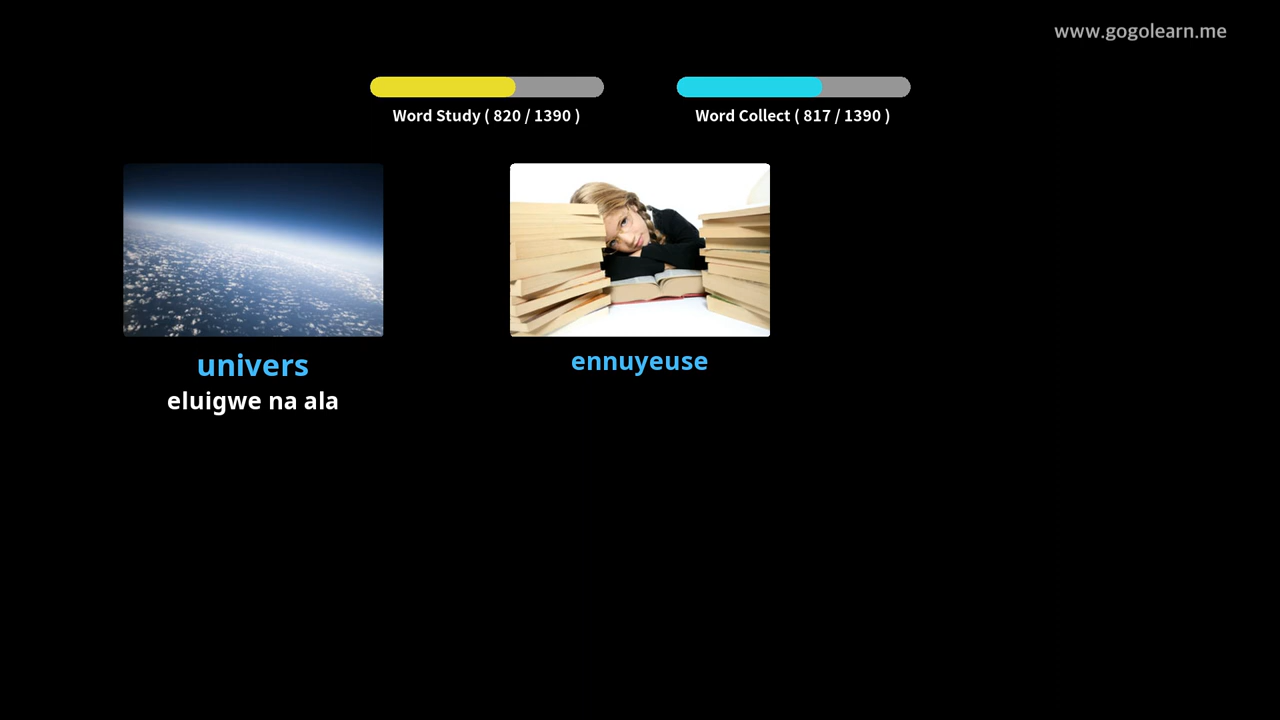 www.gogolearn.me
Word Study ( 820 / 1390 )
Word Collect ( 817 / 1390 )
univers
eluigwe na ala
ennuyeuse